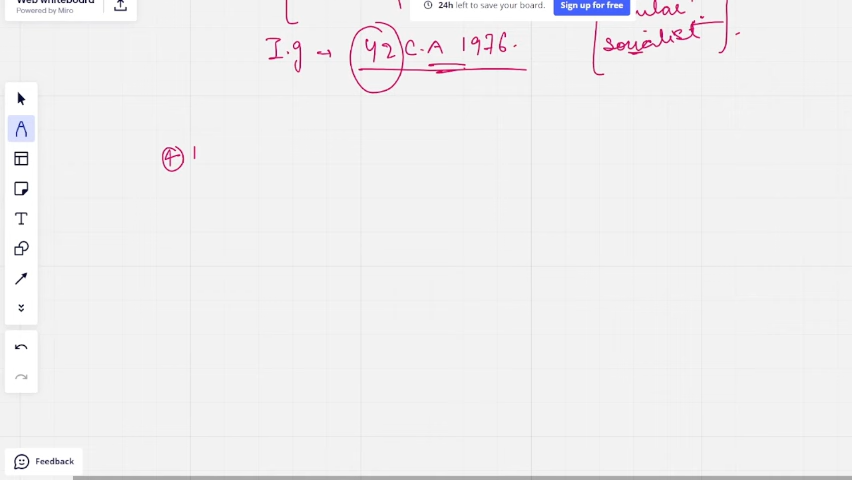 Web whiteboard
Powered by Miro
24h left to save your board.
Sign up for free
I.g → 42 C.A 1976.
socialist.
4
Feedback